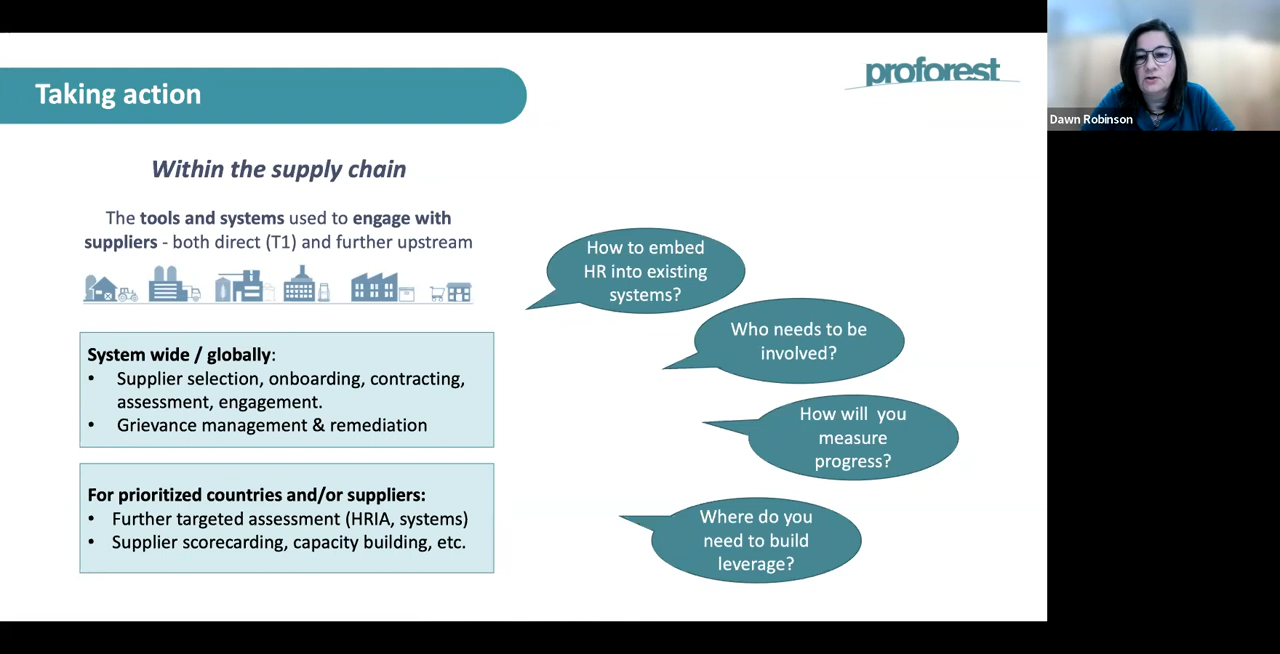 Taking action
proforest
Dawn Robinson
Within the supply chain
The tools and systems used to engage with
suppliers - both direct (T1) and further upstream
System wide / globally:
• Supplier selection, onboarding, contracting,
assessment, engagement.
• Grievance management & remediation
For prioritized countries and/or suppliers:
• Further targeted assessment (HRIA, systems)
• Supplier scorecarding, capacity building, etc.
How to embed
HR into existing
systems?
Who needs to be
involved?
How will you
measure
progress?
Where do you
need to build
leverage?